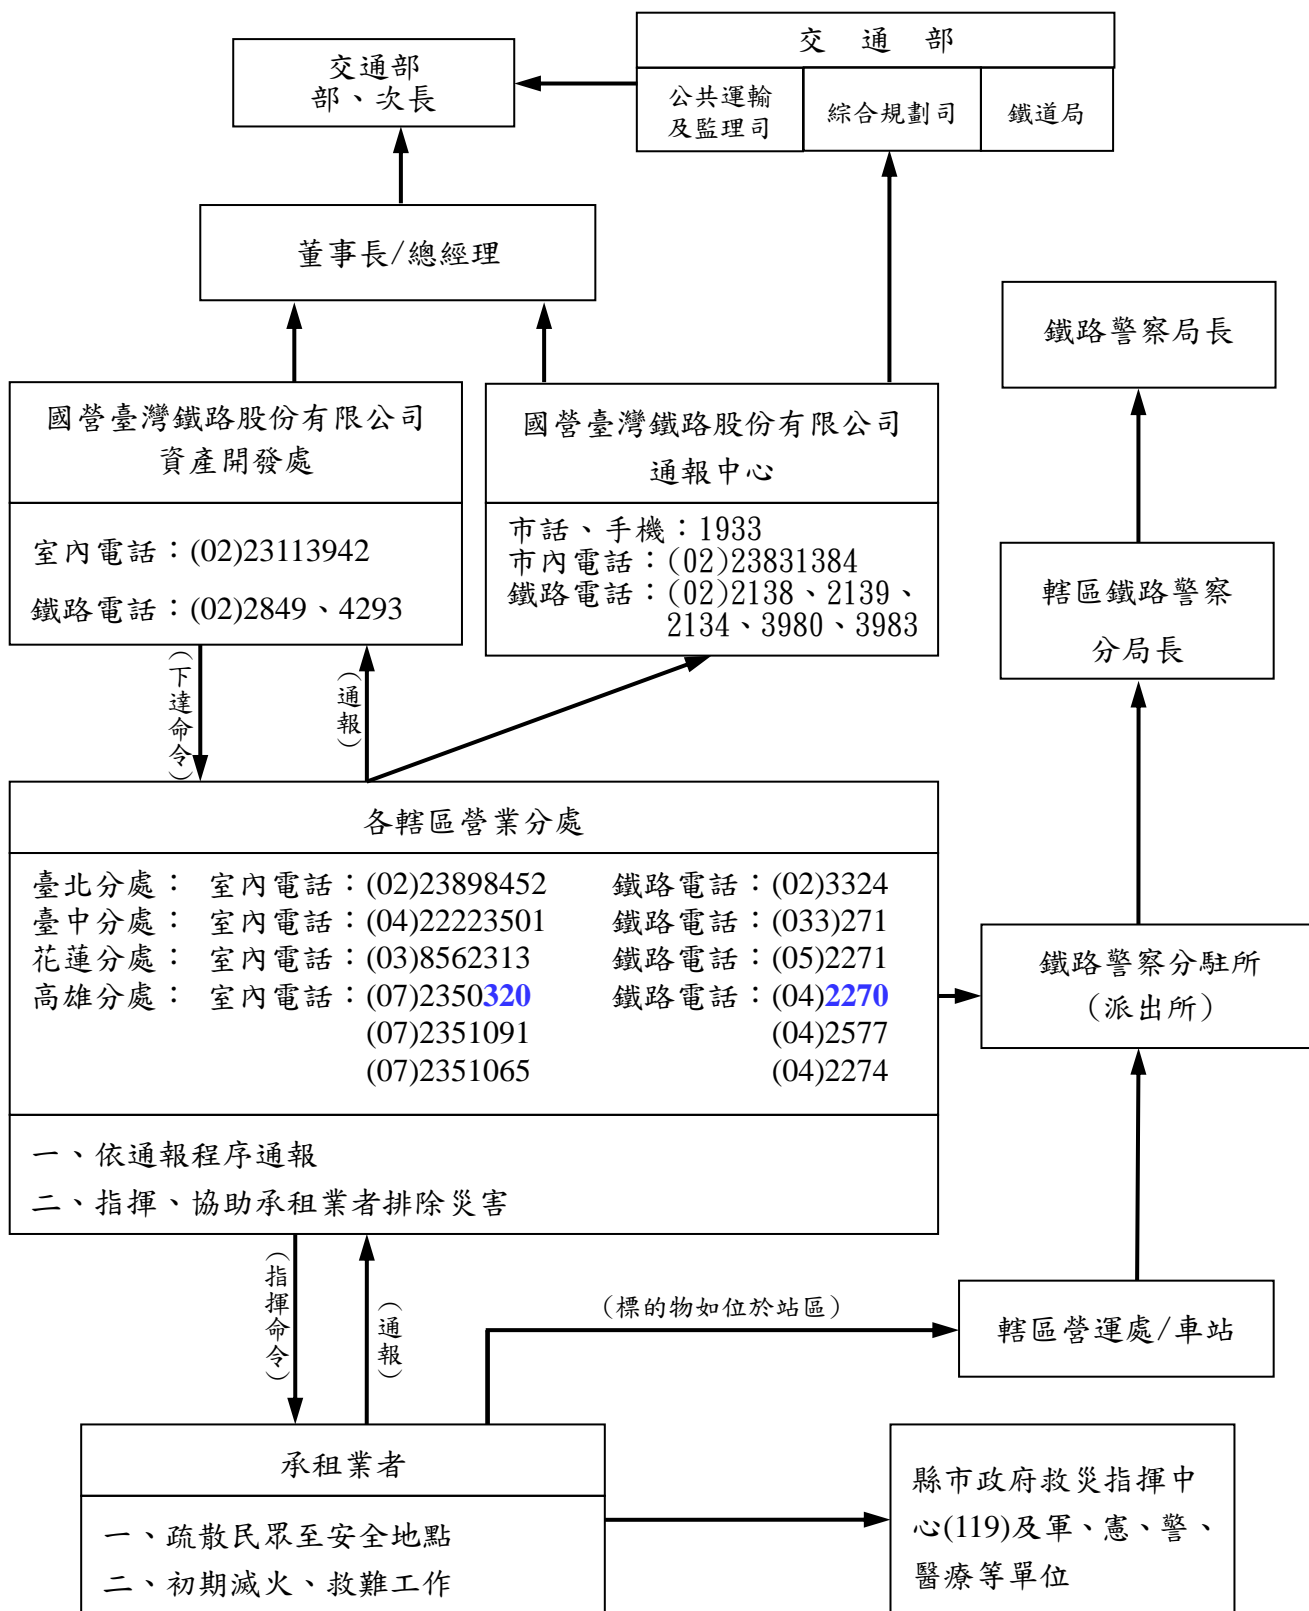 交通部
公共運輸
及監理司
綜合規劃司
鐵道局
交通部
部、次長
董事長/總經理
國營臺灣鐵路股份有限公司
資產開發處
室內電話：(02)23113942
鐵路電話：(02)2849、4293
國營臺灣鐵路股份有限公司
通報中心
市話、手機：1933
市內電話：(02)23831384
鐵路電話：(02)2138、2139、
2134、3980、3983
鐵路警察局長
轄區鐵路警察
分局長
(下達命令)
(通報)
各轄區營業分處
臺北分處： 室內電話：(02)23898452 鐵路電話：(02)3324
臺中分處： 室內電話：(04)22223501 鐵路電話：(033)271
花蓮分處： 室內電話：(03)8562313 鐵路電話：(05)2271
高雄分處： 室內電話：(07)2350320 鐵路電話：(04)2270
(07)2351091 (04)2577
(07)2351065 (04)2274
一、依通報程序通報
二、指揮、協助承租業者排除災害
鐵路警察分駐所
（派出所）
(指揮命令)
(通報)
（標的物如位於站區）
轄區營運處/車站
承租業者
一、疏散民眾至安全地點
二、初期滅火、救難工作
縣市政府救災指揮中
心(119)及軍、憲、警、
醫療等單位